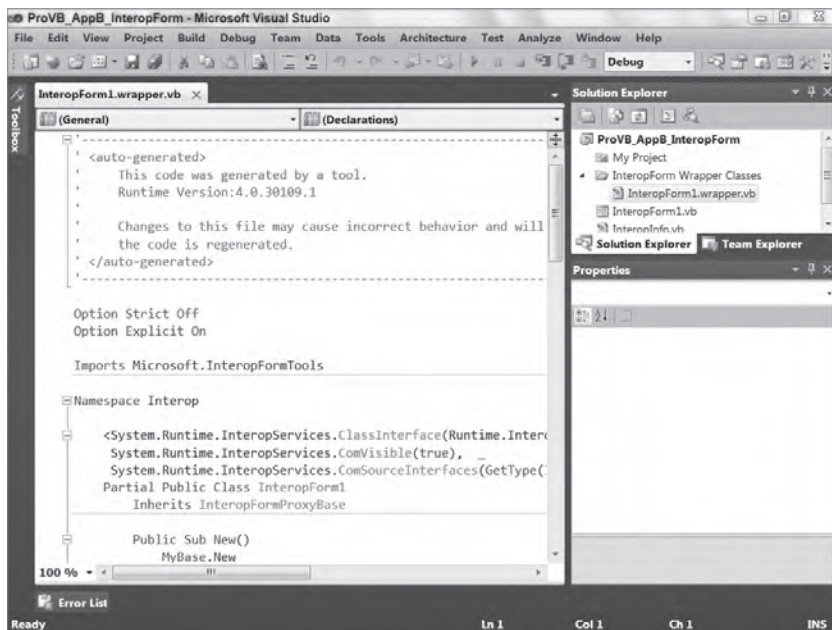 ProVB_AppB_InteropForm - Microsoft Visual Studio
File Edit View Project Build Debug Team Data Tools Architecture Test Analyze Window Help
Debug
Toolbox
InteropForm1.wrapper.vb
(General) (Declarations)
'------------------------------------------------------------------------------
' <auto-generated>
'     This code was generated by a tool.
'     Runtime Version:4.0.30109.1
'
'     Changes to this file may cause incorrect behavior and will
'     the code is regenerated.
' </auto-generated>
'------------------------------------------------------------------------------
Option Strict Off
Option Explicit On
Imports Microsoft.InteropFormTools
Namespace Interop
<System.Runtime.InteropServices.ClassInterface(Runtime.Interc
System.Runtime.InteropServices.ComVisible(true), _
System.Runtime.InteropServices.ComSourceInterfaces(GetType(
Partial Public Class InteropForm1
Inherits InteropFormProxyBase
Public Sub New()
MyBase.New
100 %
Solution Explorer
ProVB_AppB_InteropForm
My Project
InteropForm Wrapper Classes
InteropForm1.wrapper.vb
InteropForm1.vb
InteropInfo.vb
Solution Explorer Team Explorer
Properties
Error List
Ready Ln 1 Col 1 Ch 1 INS